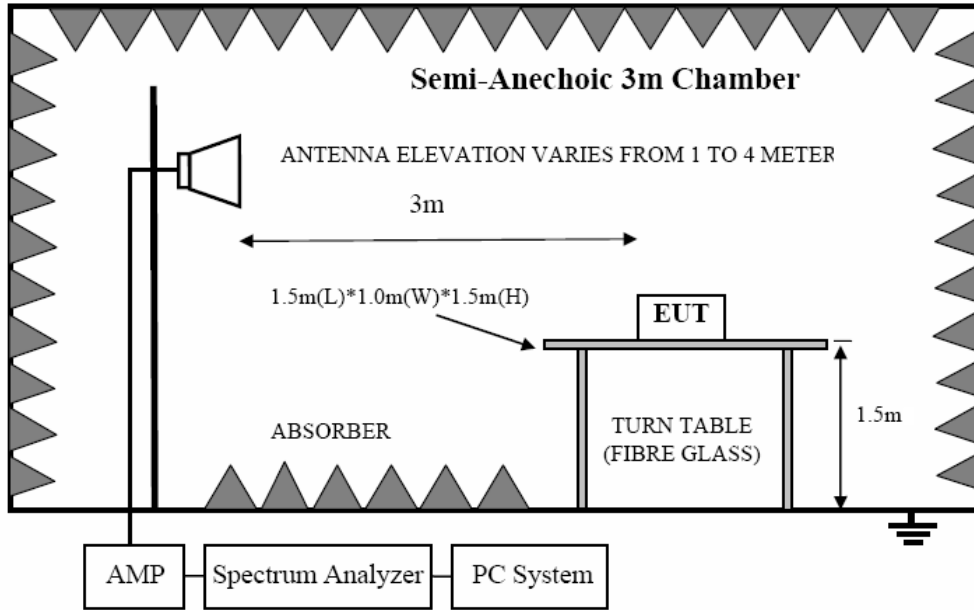 Semi-Anechoic 3m Chamber
ANTENNA ELEVATION VARIES FROM 1 TO 4 METER
3m
1.5m(L)*1.0m(W)*1.5m(H)
EUT
1.5m
ABSORBER
TURN TABLE
(FIBRE GLASS)
AMP
Spectrum Analyzer
PC System